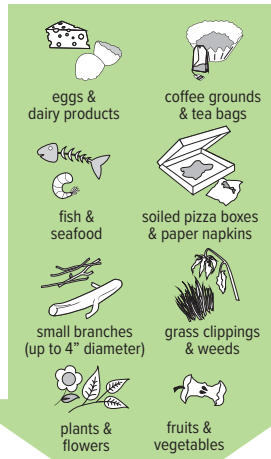 eggs &
dairy products
coffee grounds
& tea bags
fish &
seafood
soiled pizza boxes
& paper napkins
small branches
(up to 4” diameter)
grass clippings
& weeds
plants &
flowers
fruits &
vegetables